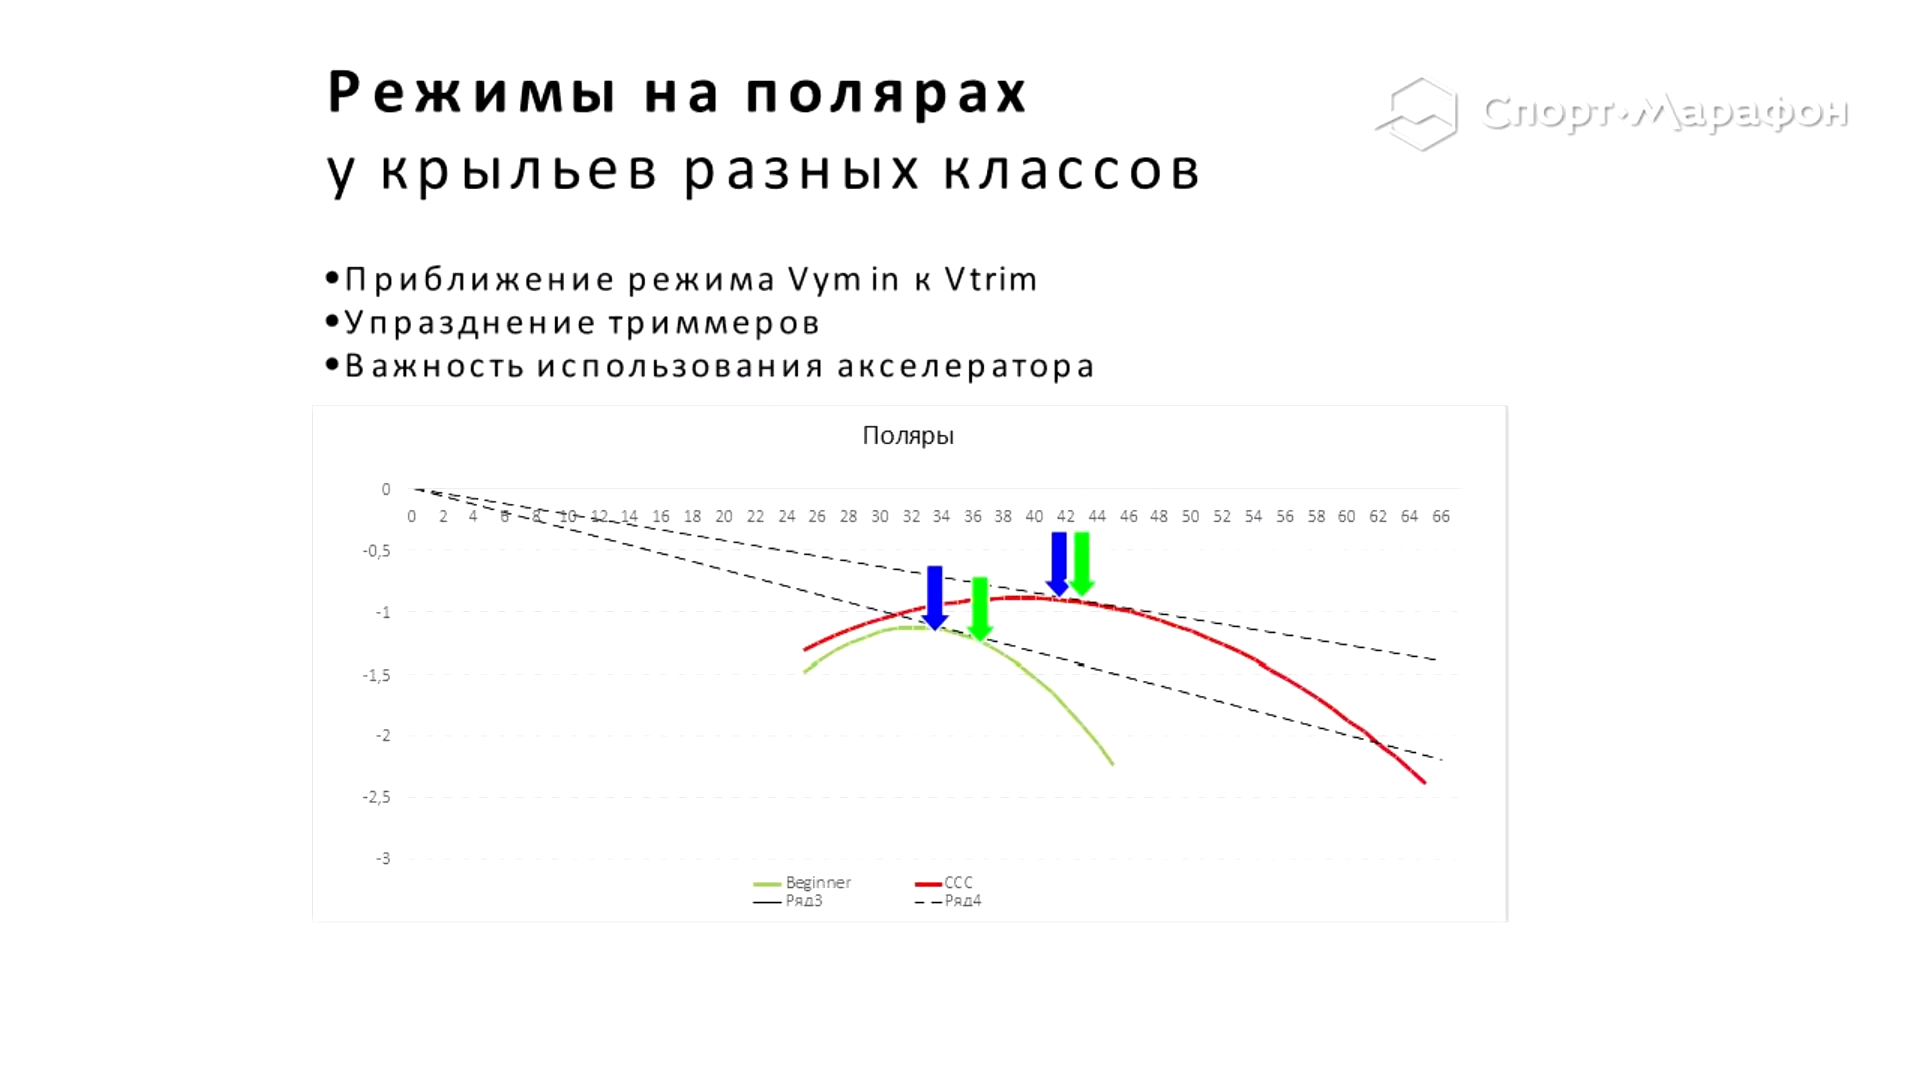 Режимы на полярах
у крыльев разных классов
Спорт-Марафон
•Приближение режима Vymin к Vtrim
•Упразднение триммеров
•Важность использования акселератора
Поляры
0
0 2 4 6 8 10 12 14 16 18 20 22 24 26 28 30 32 34 36 38 40 42 44 46 48 50 52 54 56 58 60 62 64 66
-0,5
-1
-1,5
-2
-2,5
-3
Beginner CCC
Ряд3 Ряд4